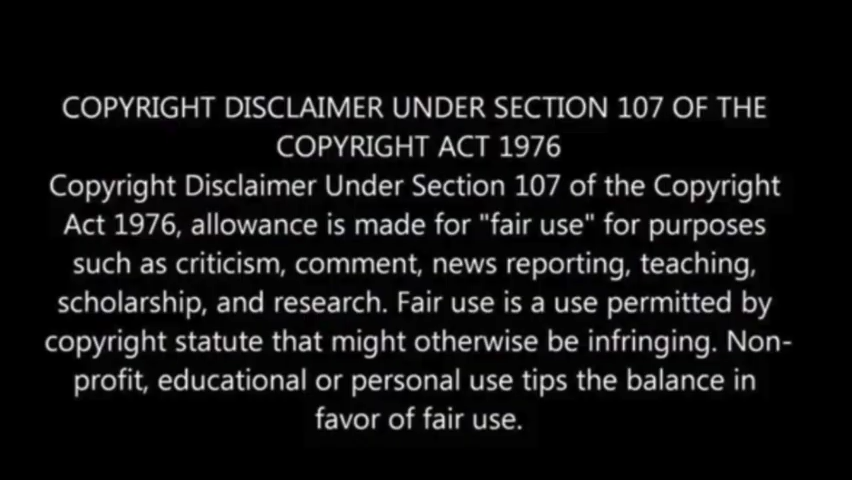 COPYRIGHT DISCLAIMER UNDER SECTION 107 OF THE
COPYRIGHT ACT 1976
Copyright Disclaimer Under Section 107 of the Copyright
Act 1976, allowance is made for "fair use" for purposes
such as criticism, comment, news reporting, teaching,
scholarship, and research. Fair use is a use permitted by
copyright statute that might otherwise be infringing. Non-
profit, educational or personal use tips the balance in
favor of fair use.